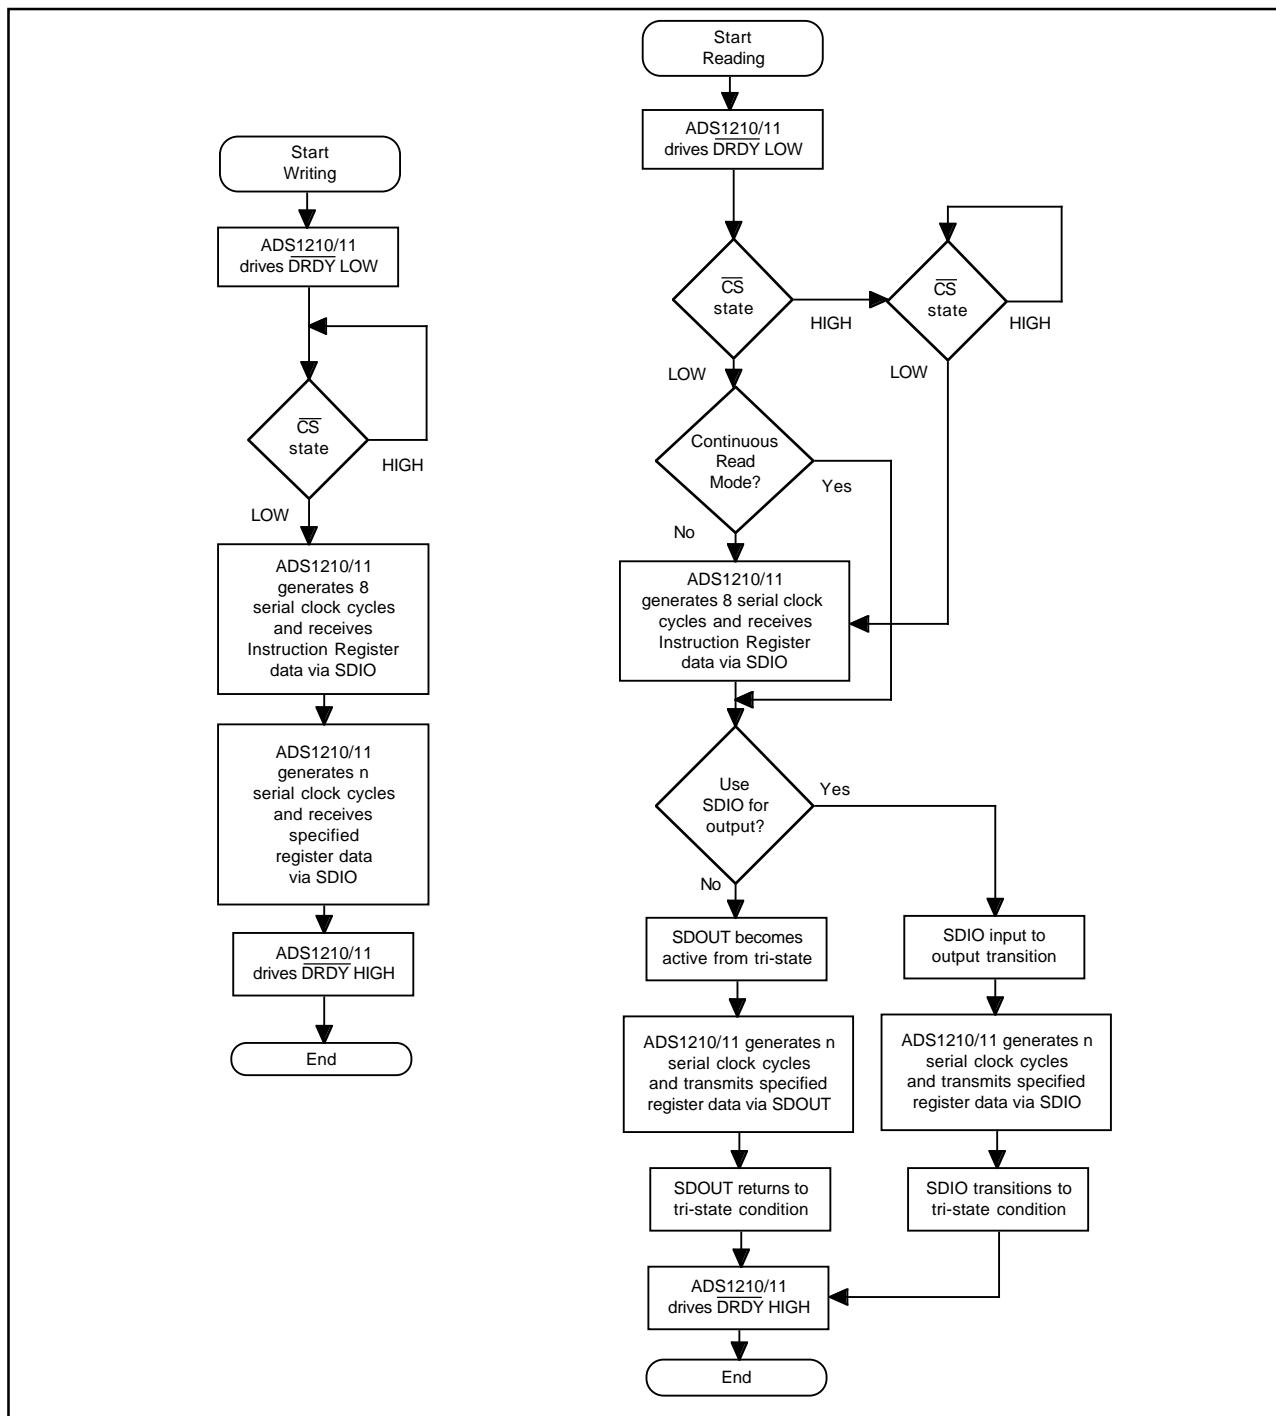 Start
Writing
ADS1210/11
drives DRDY LOW
CS
state
HIGH
LOW
ADS1210/11
generates 8
serial clock cycles
and receives
Instruction Register
data via SDIO
ADS1210/11
generates n
serial clock cycles
and receives
specified
register data
via SDIO
ADS1210/11
drives DRDY HIGH
End
Start
Reading
ADS1210/11
drives DRDY LOW
CS
state
HIGH
LOW
CS
state
HIGH
LOW
Continuous
Read
Mode?
Yes
No
ADS1210/11
generates 8 serial clock
cycles and receives
Instruction Register
data via SDIO
Use
SDIO for
output?
Yes
No
SDOUT becomes
active from tri-state
ADS1210/11 generates n
serial clock cycles
and transmits specified
register data via SDOUT
SDOUT returns to
tri-state condition
SDIO input to
output transition
ADS1210/11 generates n
serial clock cycles
and transmits specified
register data via SDIO
SDIO transitions to
tri-state condition
ADS1210/11
drives DRDY HIGH
End